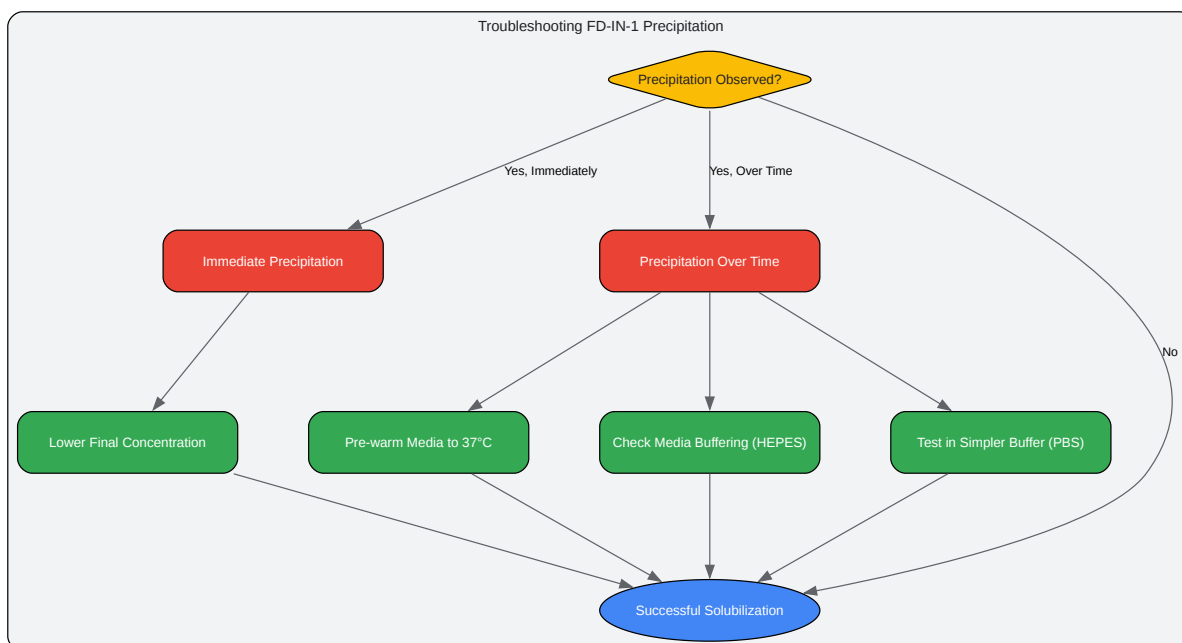 Troubleshooting FD-IN-1 Precipitation
Precipitation Observed?
Yes, Immediately
Yes, Over Time
Immediate Precipitation
Precipitation Over Time
No
Lower Final Concentration
Pre-warm Media to 37°C
Check Media Buffering (HEPES)
Test in Simpler Buffer (PBS)
Successful Solubilization